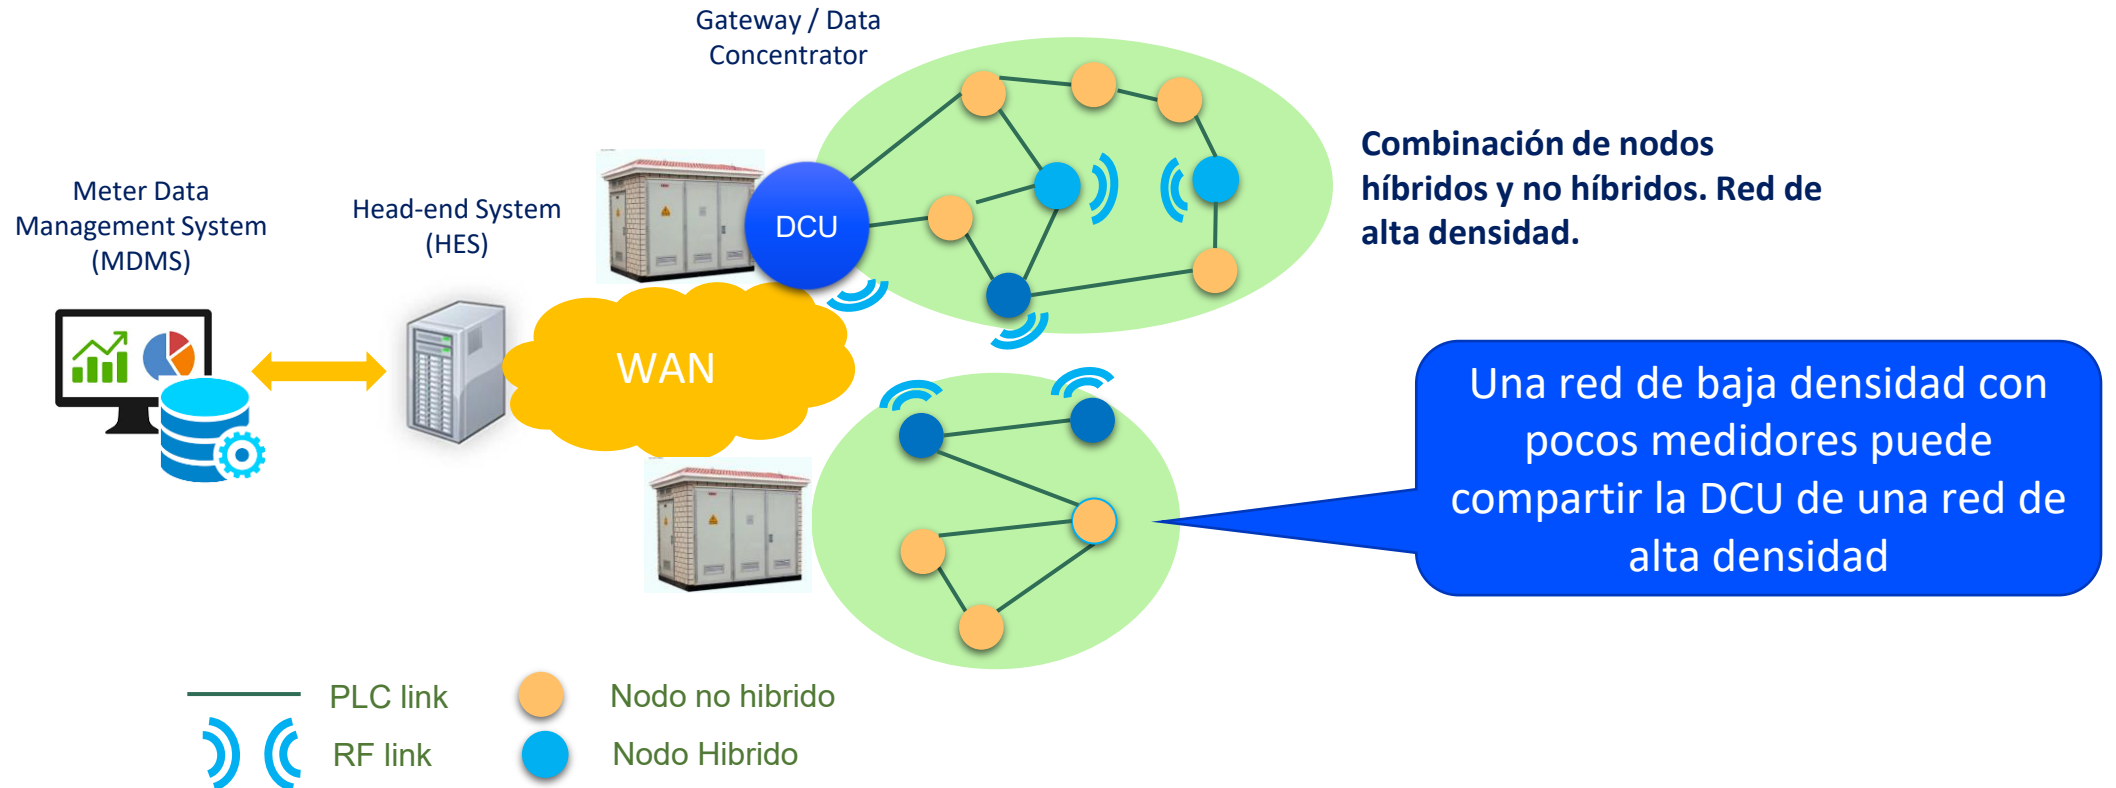 Gateway / Data
Concentrator
Meter Data
Management System
(MDMS)
Head-end System
(HES)
DCU
WAN
Combinación de nodos
híbridos y no híbridos. Red de
alta densidad.
Una red de baja densidad con
pocos medidores puede
compartir la DCU de una red de
alta densidad
PLC link
Nodo no hibrido
RF link
Nodo Hibrido